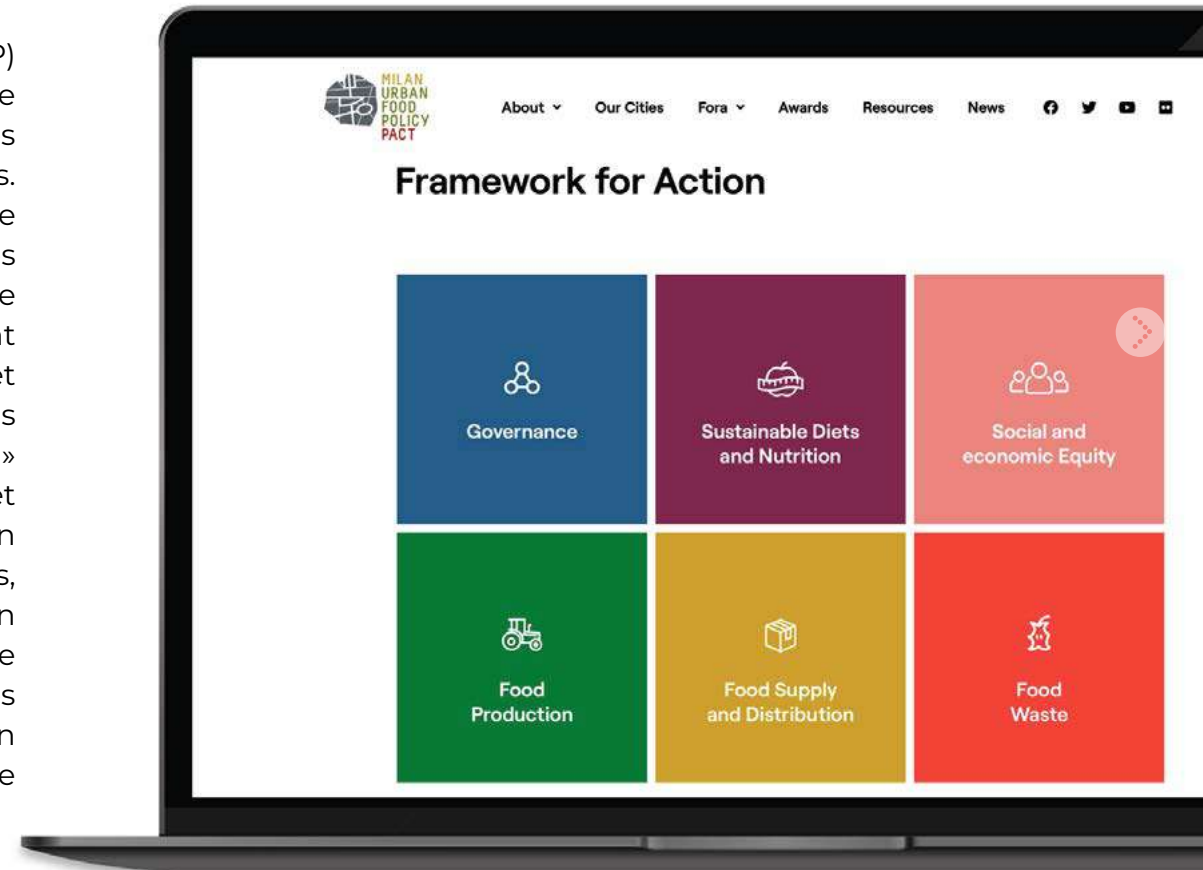 MILAN
URBAN
FOOD
POLICY
PACT
About Our Cities Fora Awards Resources News
Framework for Action
Governance
Sustainable Diets
and Nutrition
Social and
economic Equity
Food
Production
Food Supply
and Distribution
Food
Waste